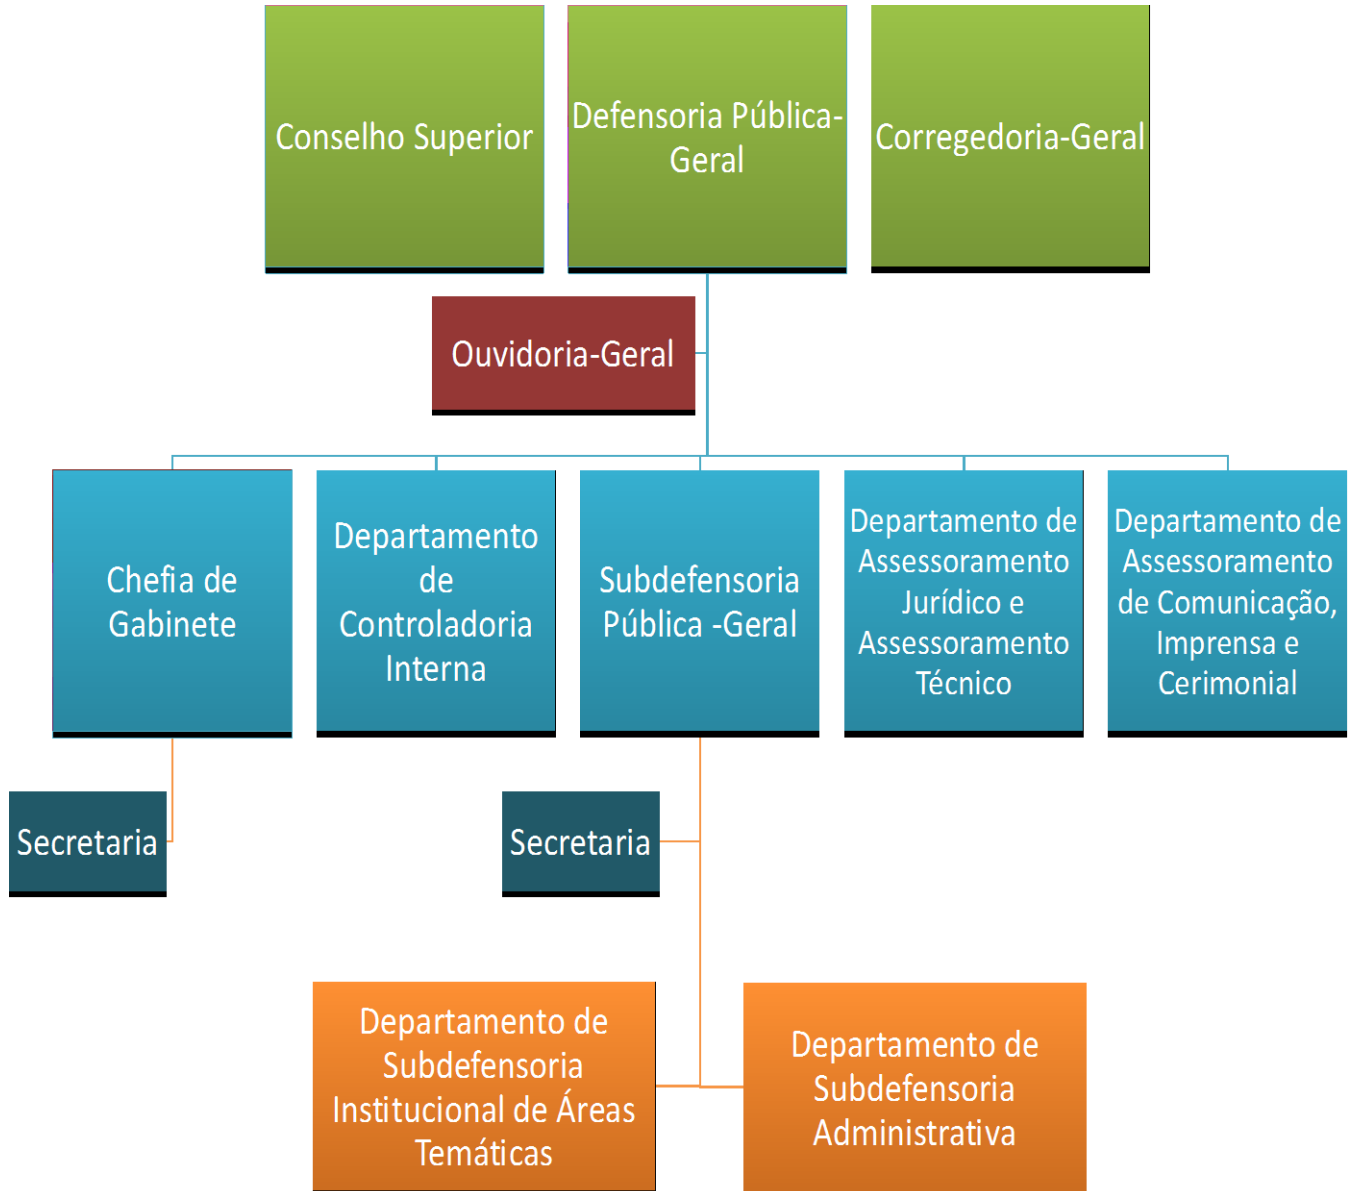 Conselho Superior
Defensoria Pública-
Geral
Corregedoria-Geral
Ouvidoria-Geral
Chefia de
Gabinete
Departamento
de
Controladoria
Interna
Subdefensoria
Pública -Geral
Departamento de
Assessoramento
Jurídico e
Assessoramento
Técnico
Departamento de
Assessoramento
de Comunicação,
Imprensa e
Cerimonial
Secretaria
Secretaria
Departamento de
Subdefensoria
Institucional de Áreas
Temáticas
Departamento de
Subdefensoria
Administrativa